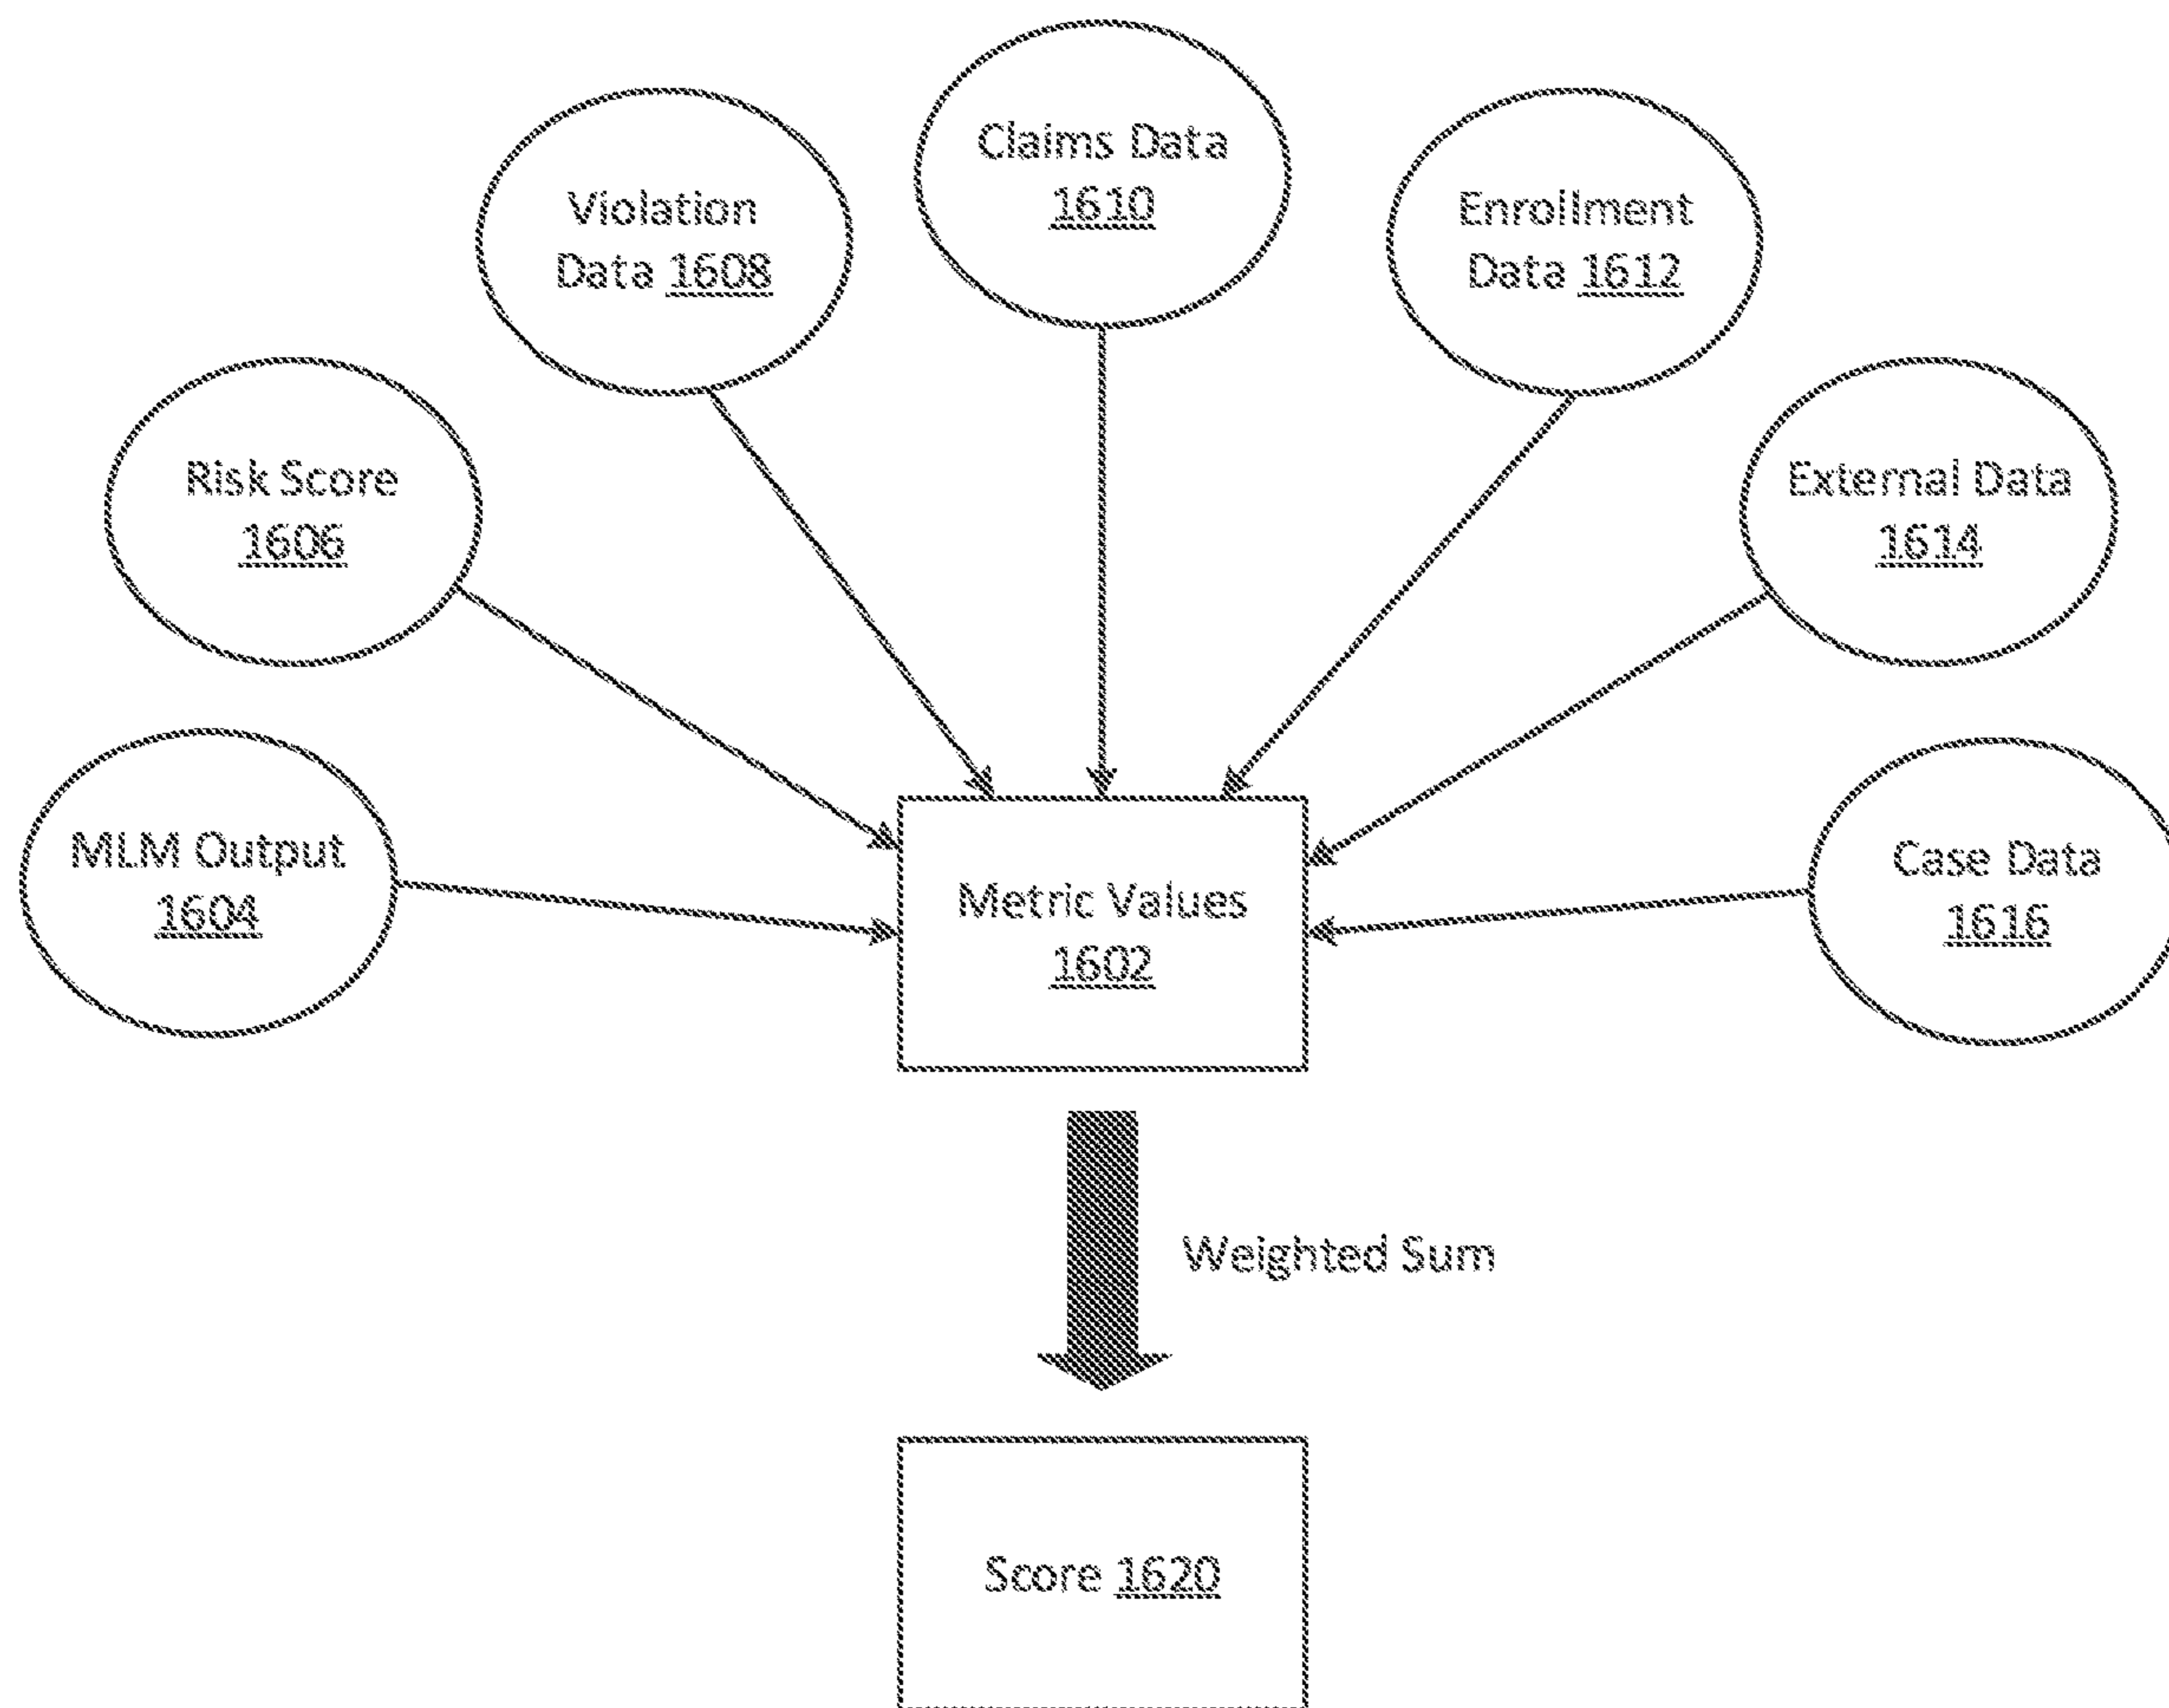 Claims Data
1610
Violation
Data 1608
Enrollment
Data 1612
Risk Score
1606
External Data
1614
MLM Output
1604
Metric Values
1602
Case Data
1616
Weighted Sum
Score 1620